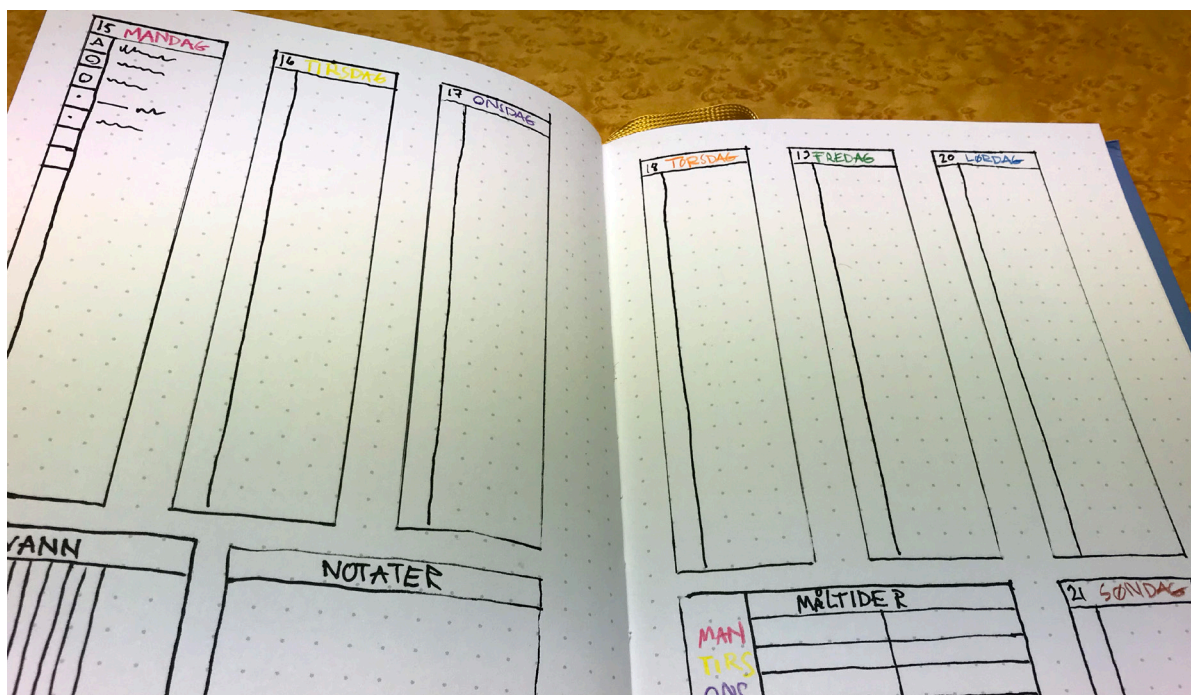 15 MANDAG
16 TIRSDAG
17 ONSDAG
VANN
NOTATER
18 TORSDAG
19 FREDAG
20 LØRDAG
MÅLTIDER
MAN
TIRS
ONS
21 SØNDAG